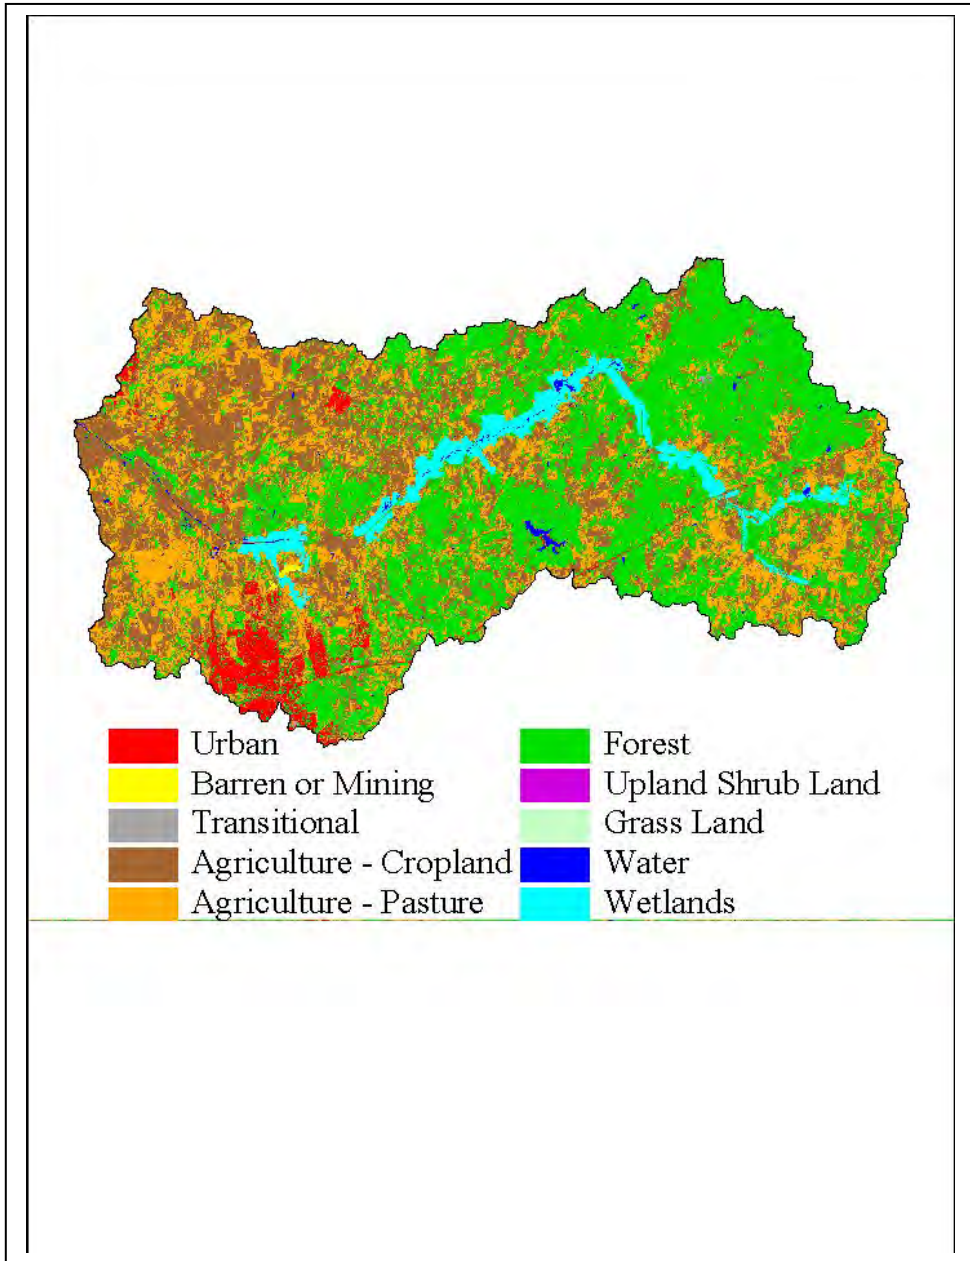 Urban
Barren or Mining
Transitional
Agriculture - Cropland
Agriculture - Pasture
Forest
Upland Shrub Land
Grass Land
Water
Wetlands